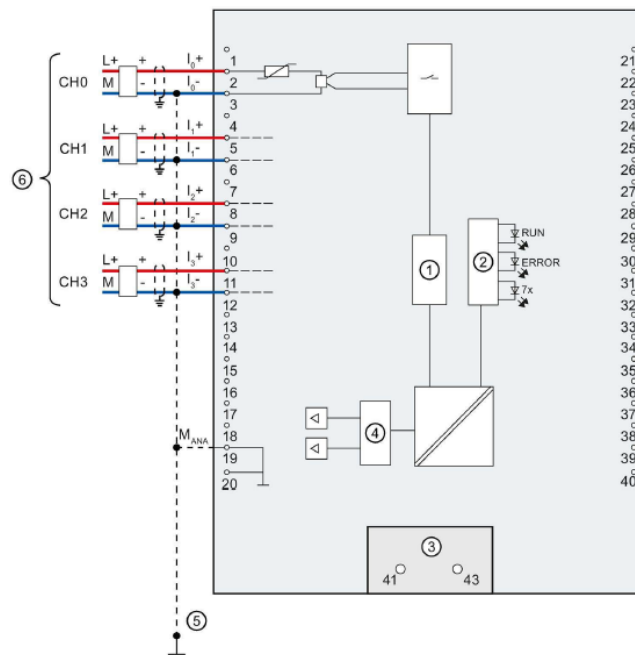 L+ + I0+ 1 21
CH0 M - I0- 2 22
3 23
L+ + I1+ 4 24
CH1 M - I1- 5 25
⑥ 6 26
L+ + I2+ 7 27
CH2 M - I2- 8 28
9 29
L+ + I3+ 10 30
CH3 M - I3- 11 31
12 32
① ② RUN
ERROR
7x
13 33
14 34
15 35
16 36
17 37
MANA 18 38
④
19 39
20 40
③
41 43
⑤